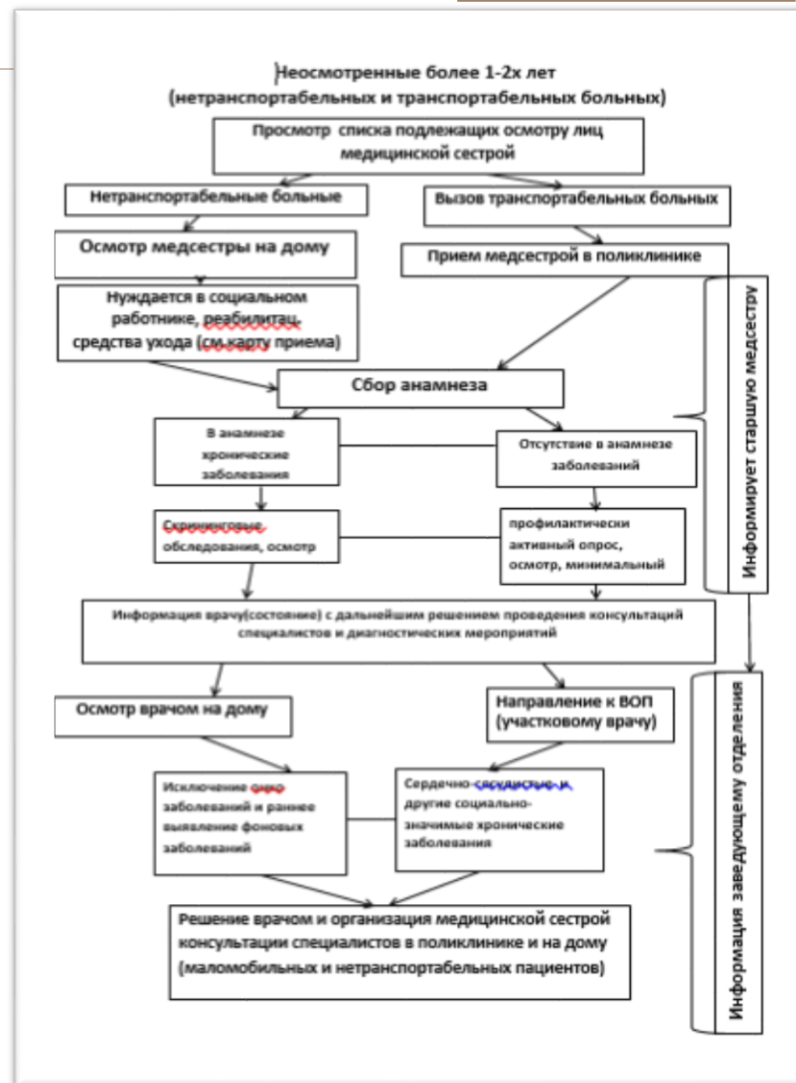 Неосмотренные более 1-2х лет
(нетранспортабельных и транспортабельных больных)
Просмотр списка подлежащих осмотру лиц
медицинской сестрой
Нетранспортабельные больные
Вызов транспортабельных больных
Осмотр медсестры на дому
Прием медсестрой в поликлинике
Нуждается в социальном
работнике, реабилитац.
средства ухода (см.карту приема)
Сбор анамнеза
В анамнезе
хронические
заболевания
Отсутствие в анамнезе
заболеваний
Скрининговые
обследования, осмотр
профилактически
активный опрос,
осмотр, минимальный
Информирует старшую медсестру
Информация врачу(состояние) с дальнейшим решением проведения консультаций
специалистов и диагностических мероприятий
Осмотр врачом на дому
Направление к ВОП
(участковому врачу)
Исключение онко
заболеваний и раннее
выявление фоновых
заболеваний
Сердечно-сосудистые и
другие социально-
значимые хронические
заболевания
Информация заведующему отделения
Решение врачом и организация медицинской сестрой
консультации специалистов в поликлинике и на дому
(маломобильных и нетранспортабельных пациентов)